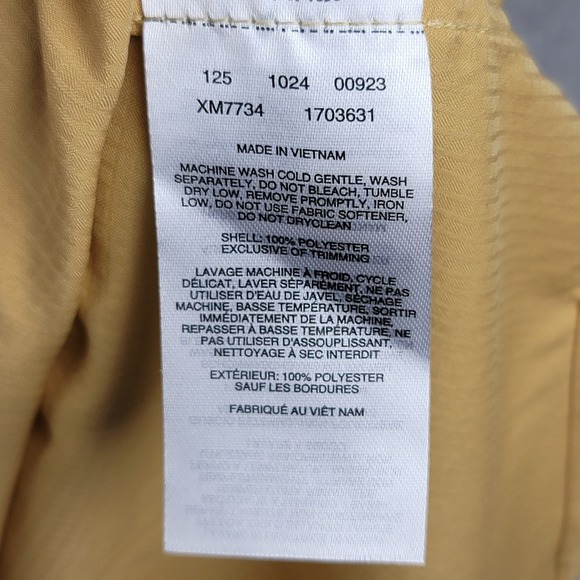 125 1024 00923
XM7734 1703631
MADE IN VIETNAM
MACHINE WASH COLD GENTLE, WASH
SEPARATELY, DO NOT BLEACH, TUMBLE
DRY LOW, REMOVE PROMPTLY, IRON
LOW, DO NOT USE FABRIC SOFTENER,
DO NOT DRYCLEAN
SHELL: 100% POLYESTER
EXCLUSIVE OF TRIMMING
LAVAGE MACHINE À FROID, CYCLE
DÉLICAT, LAVER SÉPARÉMENT, NE PAS
UTILISER D'EAU DE JAVEL, SÉCHAGE
MACHINE, BASSE TEMPÉRATURE, SORTIR
IMMÉDIATEMENT DE LA MACHINE,
REPASSER À BASSE TEMPÉRATURE, NE
PAS UTILISER D'ASSOUPLISSANT,
NETTOYAGE À SEC INTERDIT
EXTÉRIEUR: 100% POLYESTER
SAUF LES BORDURES
FABRIQUÉ AU VIÊT NAM